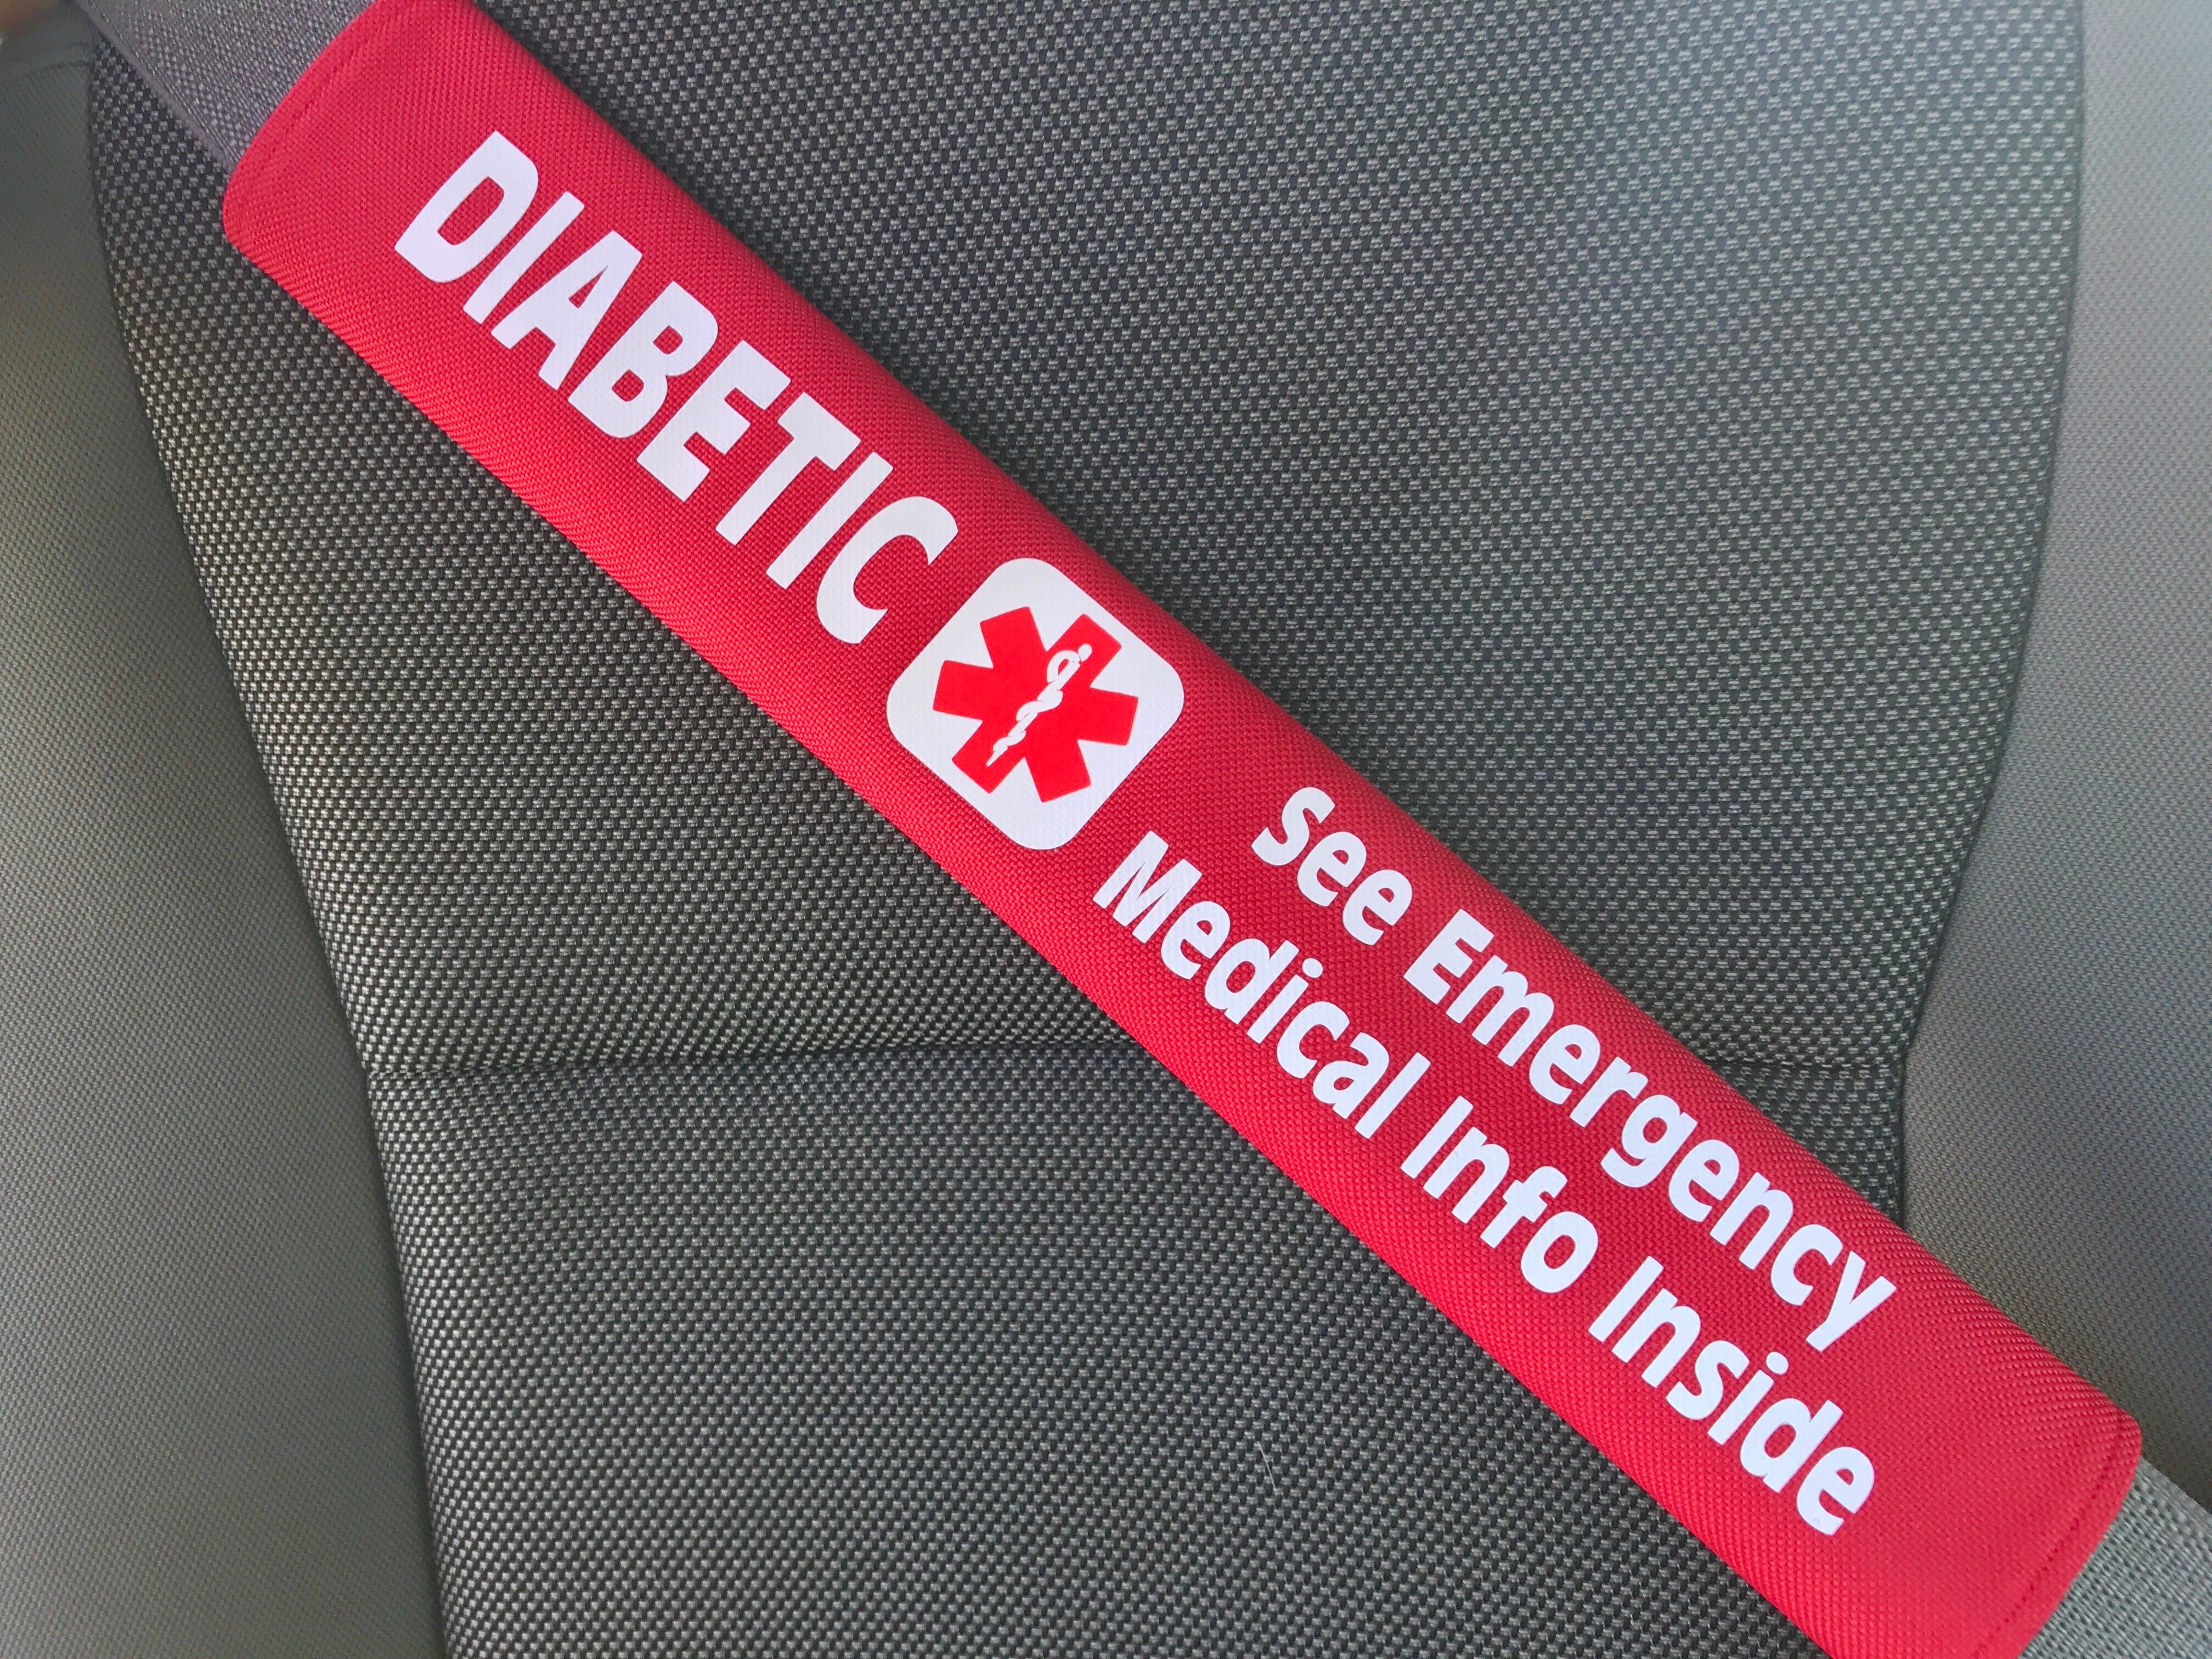 DIABETIC
See Emergency
Medical Info Inside